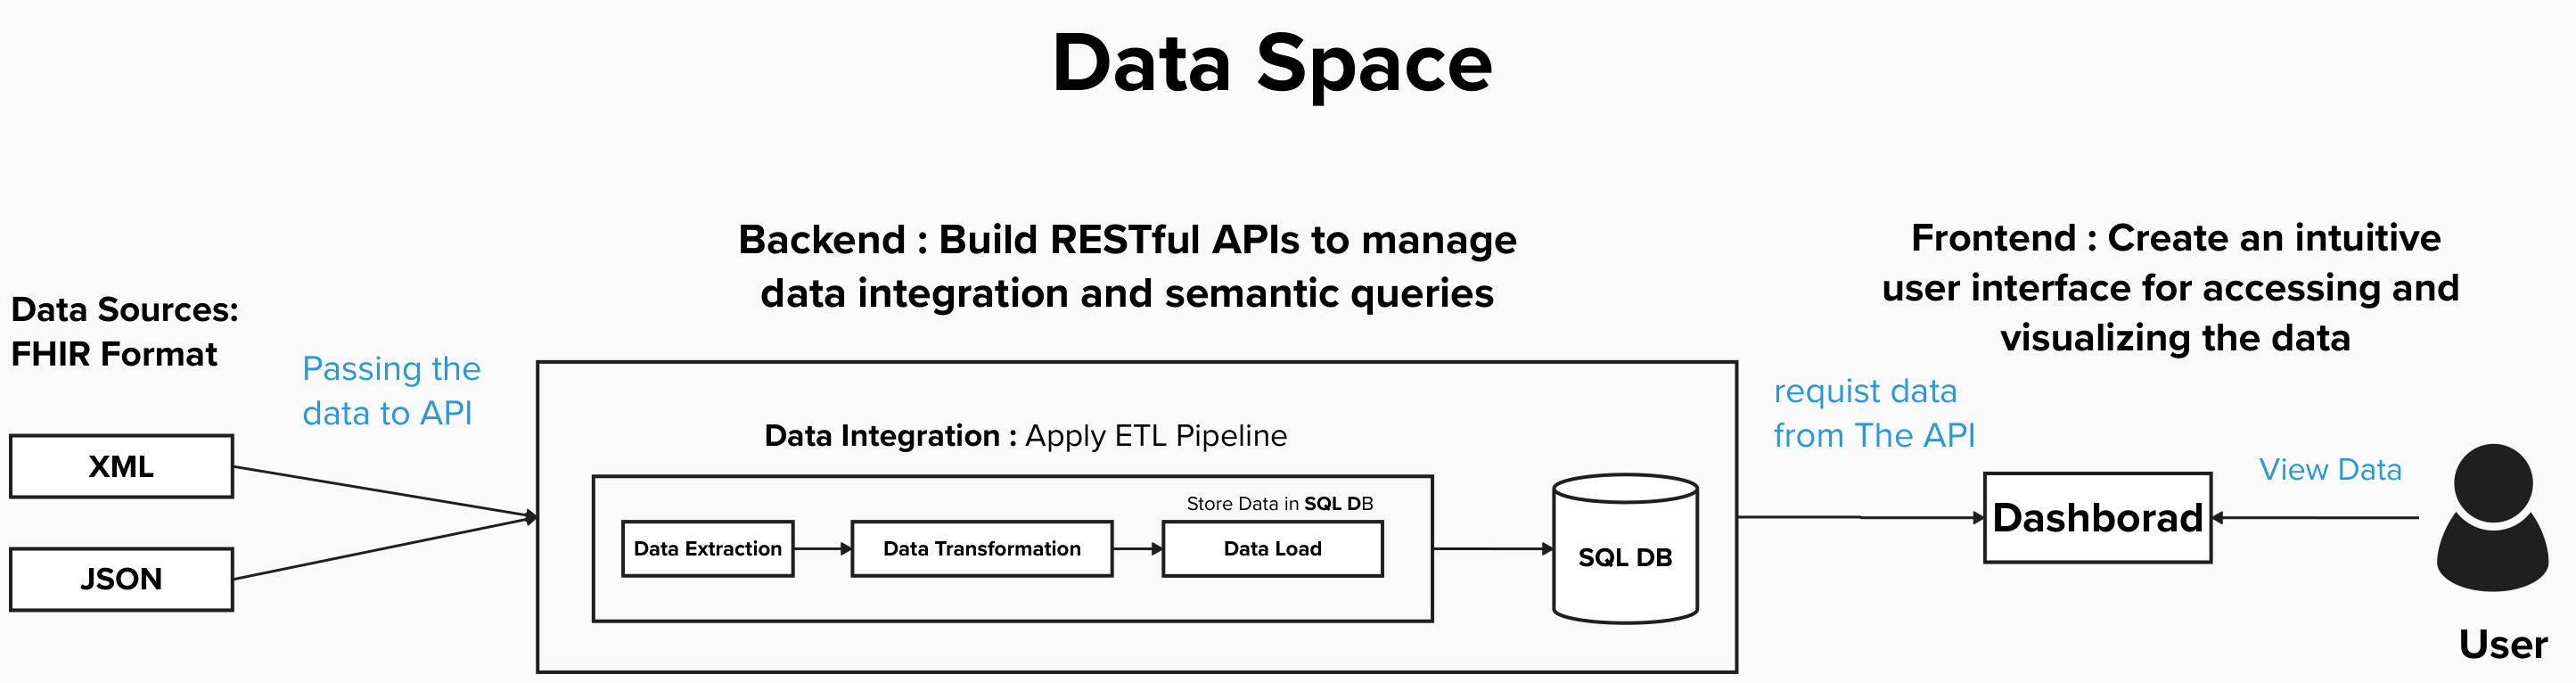 Data Space
Data Sources:
FHIR Format
XML
JSON
Passing the
data to API
Backend : Build RESTful APIs to manage
data integration and semantic queries
Data Integration : Apply ETL Pipeline
Store Data in SQL DB
Data Extraction
Data Transformation
Data Load
SQL DB
Frontend : Create an intuitive
user interface for accessing and
visualizing the data
requist data
from The API
Dashborad
View Data
User